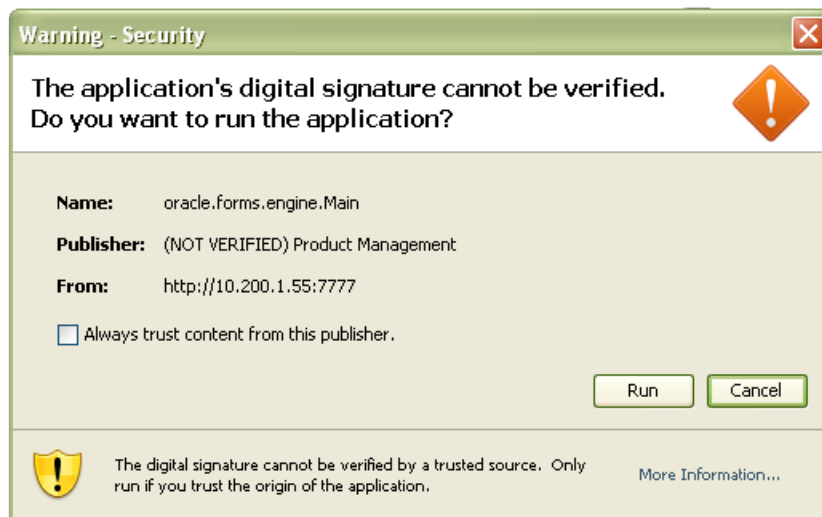 Warning - Security
The application's digital signature cannot be verified.
Do you want to run the application?
Name: oracle.forms.engine.Main
Publisher: (NOT VERIFIED) Product Management
From: http://10.200.1.55:7777
Always trust content from this publisher.
Run Cancel
The digital signature cannot be verified by a trusted source. Only
run if you trust the origin of the application.
More Information...